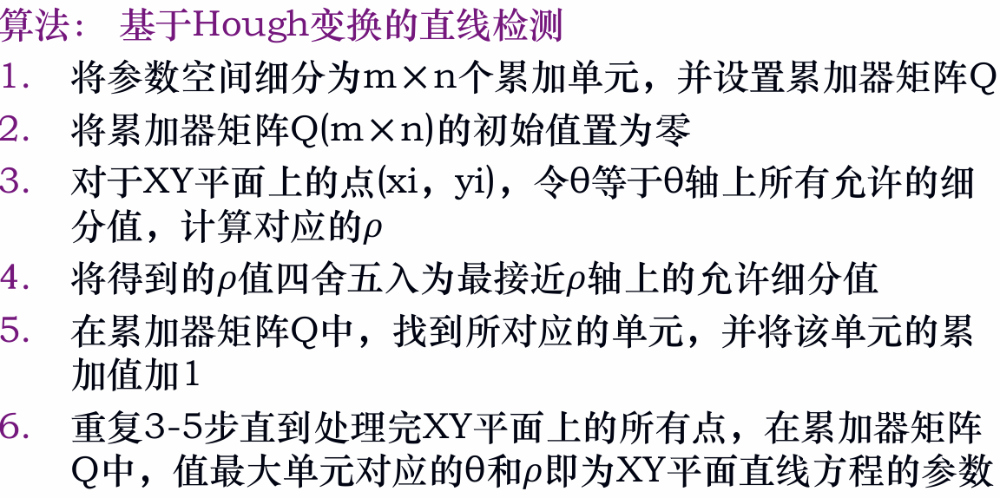 算法： 基于Hough变换的直线检测
1. 将参数空间细分为m×n个累加单元，并设置累加器矩阵Q
2. 将累加器矩阵Q(m×n)的初始值置为零
3. 对于XY平面上的点(xi，yi)，令θ等于θ轴上所有允许的细
分值，计算对应的ρ
4. 将得到的ρ值四舍五入为最接近ρ轴上的允许细分值
5. 在累加器矩阵Q中，找到所对应的单元，并将该单元的累
加值加1
6. 重复3-5步直到处理完XY平面上的所有点，在累加器矩阵
Q中，值最大单元对应的θ和ρ即为XY平面直线方程的参数